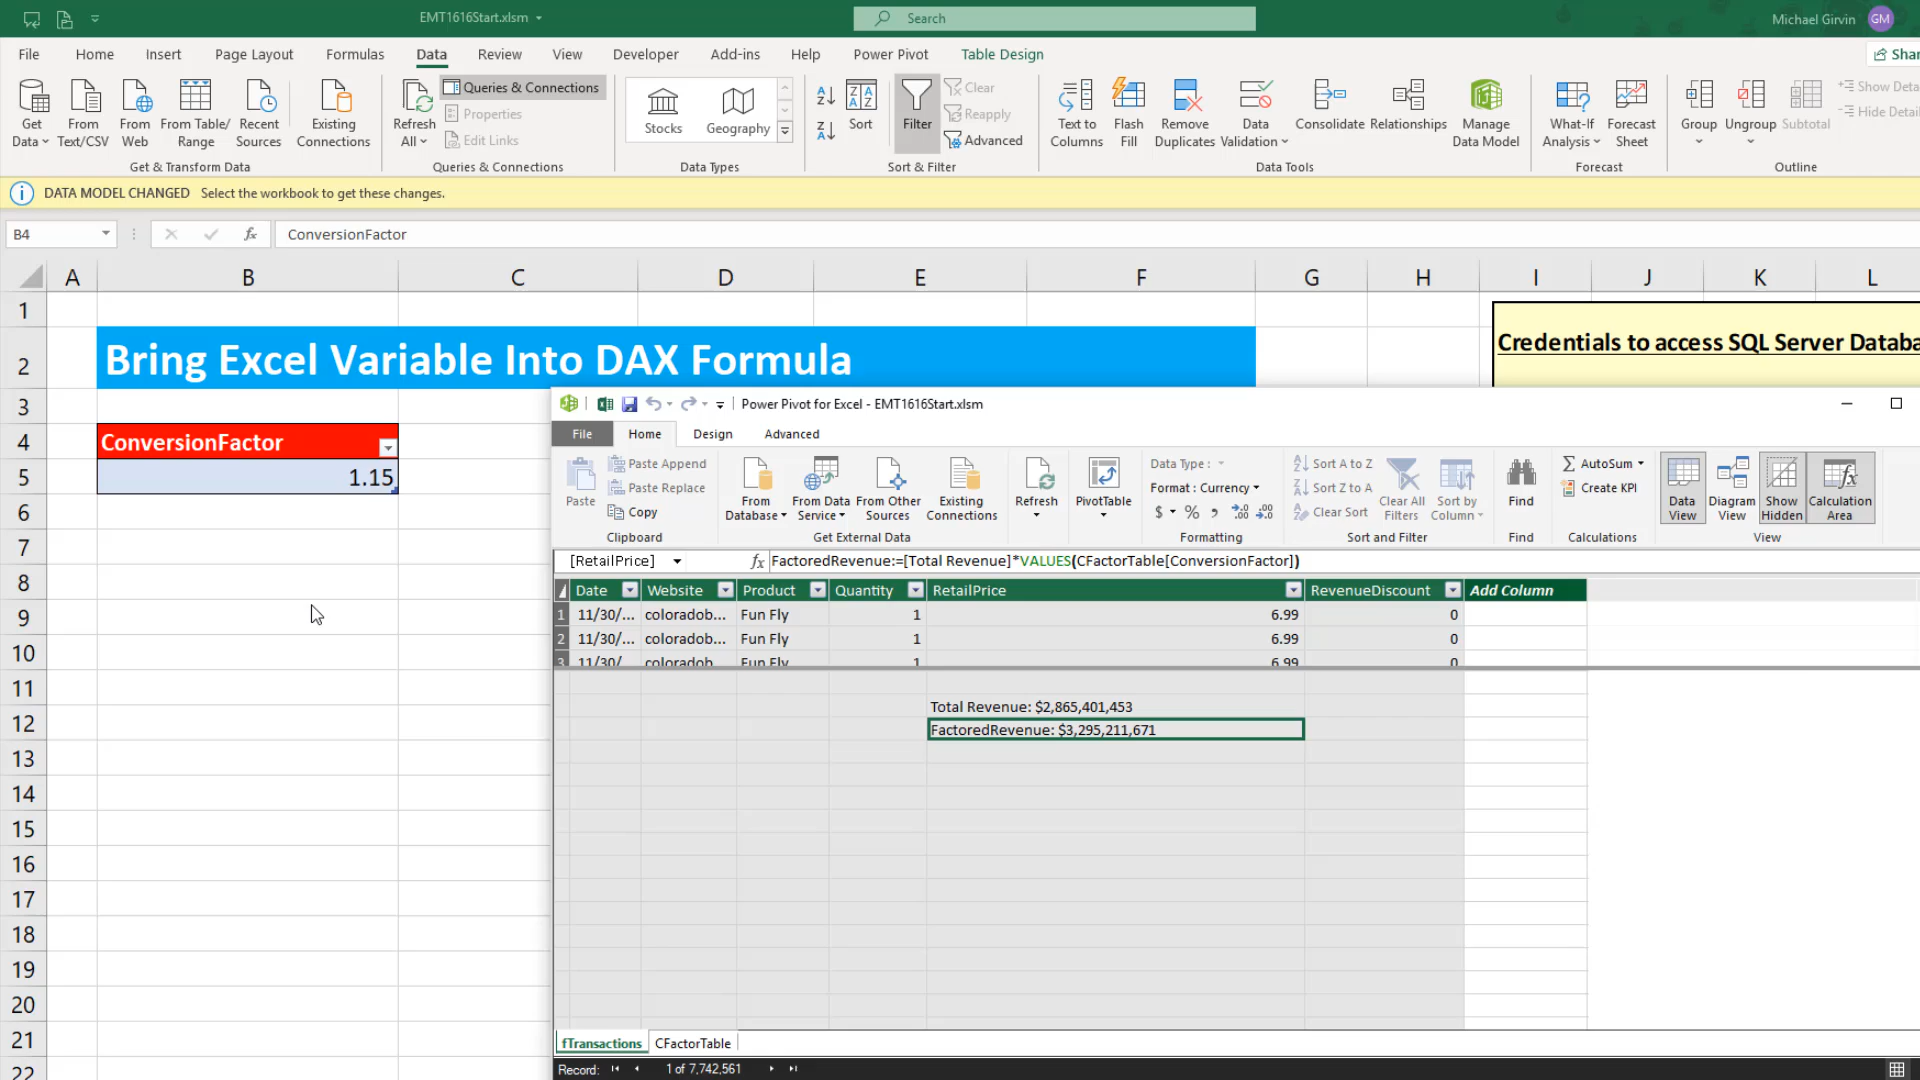 EMT1616Start.xlsm
Search
Michael Girvin GM
File Home Insert Page Layout Formulas Data Review View Developer Add-ins Help Power Pivot Table Design
Get Data
From Text/CSV
From Web
From Table/ Range
Recent Sources
Existing Connections
Get & Transform Data
Refresh All
Queries & Connections
Properties
Edit Links
Queries & Connections
Stocks
Geography
Data Types
Sort
Filter
Clear
Reapply
Advanced
Sort & Filter
Text to Columns
Flash Fill
Remove Duplicates
Data Validation
Consolidate
Relationships
Manage Data Model
Data Tools
What-If Analysis
Forecast Sheet
Forecast
Group
Ungroup
Subtotal
Outline
DATA MODEL CHANGED Select the workbook to get these changes.
B4 fx ConversionFactor
A B C D E F G H I J K L
1
2 Bring Excel Variable Into DAX Formula
Credentials to access SQL Server
3
4 ConversionFactor
5 1.15
6
7
8
9
10
11
12
13
14
15
16
17
18
19
20
21
22
Power Pivot for Excel - EMT1616Start.xlsm
File Home Design Advanced
Paste
Paste Append
Paste Replace
Copy
Clipboard
From Database
From Data Service
From Other Sources
Existing Connections
Get External Data
Refresh
PivotTable
Data Type :
Format : Currency
$ % ,
Formatting
Sort A to Z
Sort Z to A
Clear Sort
Clear All Filters
Sort by Column
Sort and Filter
Find
Find
AutoSum
Create KPI
Calculations
Data View
Diagram View
Show Hidden
Calculation Area
View
[RetailPrice] fx FactoredRevenue:=[Total Revenue]*VALUES(CFactorTable[ConversionFactor])
Date Website Product Quantity RetailPrice RevenueDiscount Add Column
1 11/30/... coloradob... Fun Fly 1 6.99 0
2 11/30/... coloradob... Fun Fly 1 6.99 0
3 11/30/... coloradob... Fun Fly 1 6.99 0
Total Revenue: $2,865,401,453
FactoredRevenue: $3,295,211,671
fTransactions CFactorTable
Record: 1 of 7,742,561